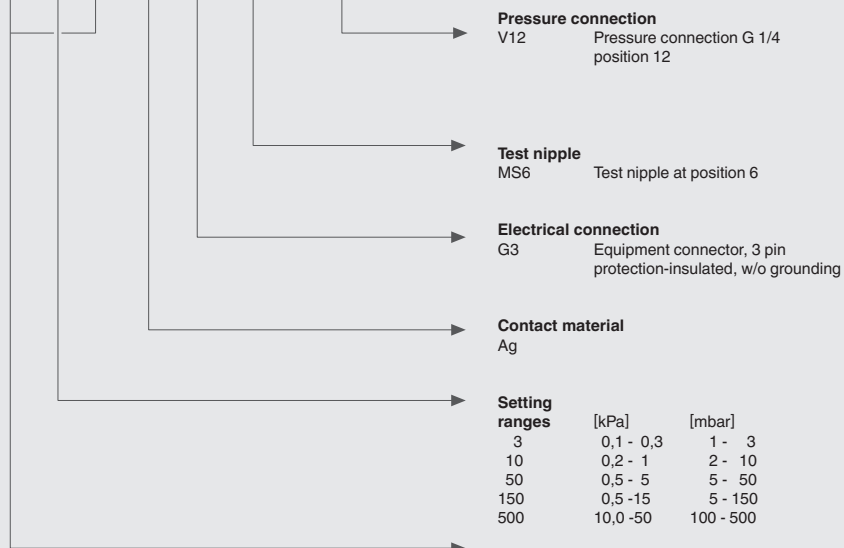 Pressure connection
V12 Pressure connection G 1/4
position 12
Test nipple
MS6 Test nipple at position 6
Electrical connection
G3 Equipment connector, 3 pin
protection-insulated, w/o grounding
Contact material
Ag
Setting
ranges [kPa] [mbar]
3 0,1 - 0,3 1 - 3
10 0,2 - 1 2 - 10
50 0,5 - 5 5 - 50
150 0,5 -15 5 - 150
500 10,0 -50 100 - 500